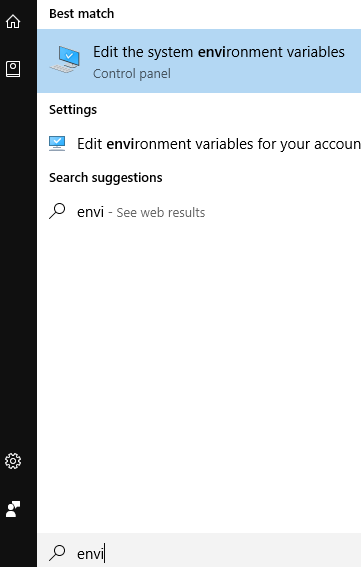 Best match
Edit the system environment variables
Control panel
Settings
Edit environment variables for your accoun
Search suggestions
envi - See web results
envi